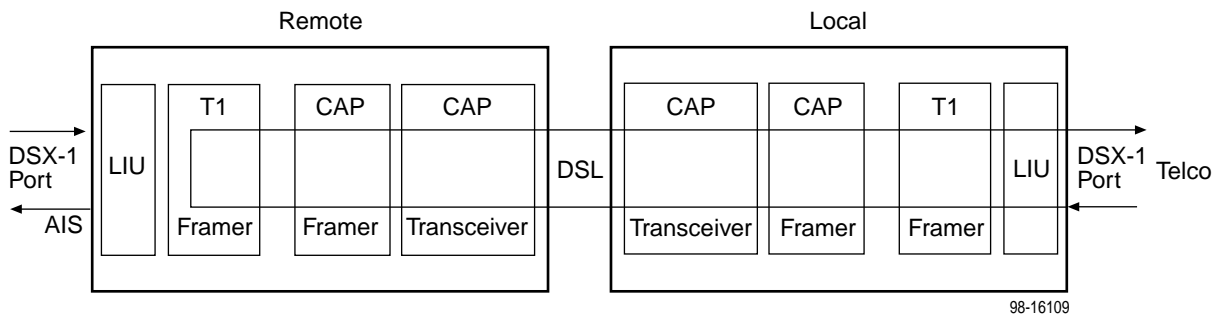 Remote
Local
T1
CAP
CAP
CAP
CAP
T1
DSX-1
Port
LIU
DSL
LIU
DSX-1
Port
Telco
AIS
Framer
Framer
Transceiver
Transceiver
Framer
Framer
98-16109